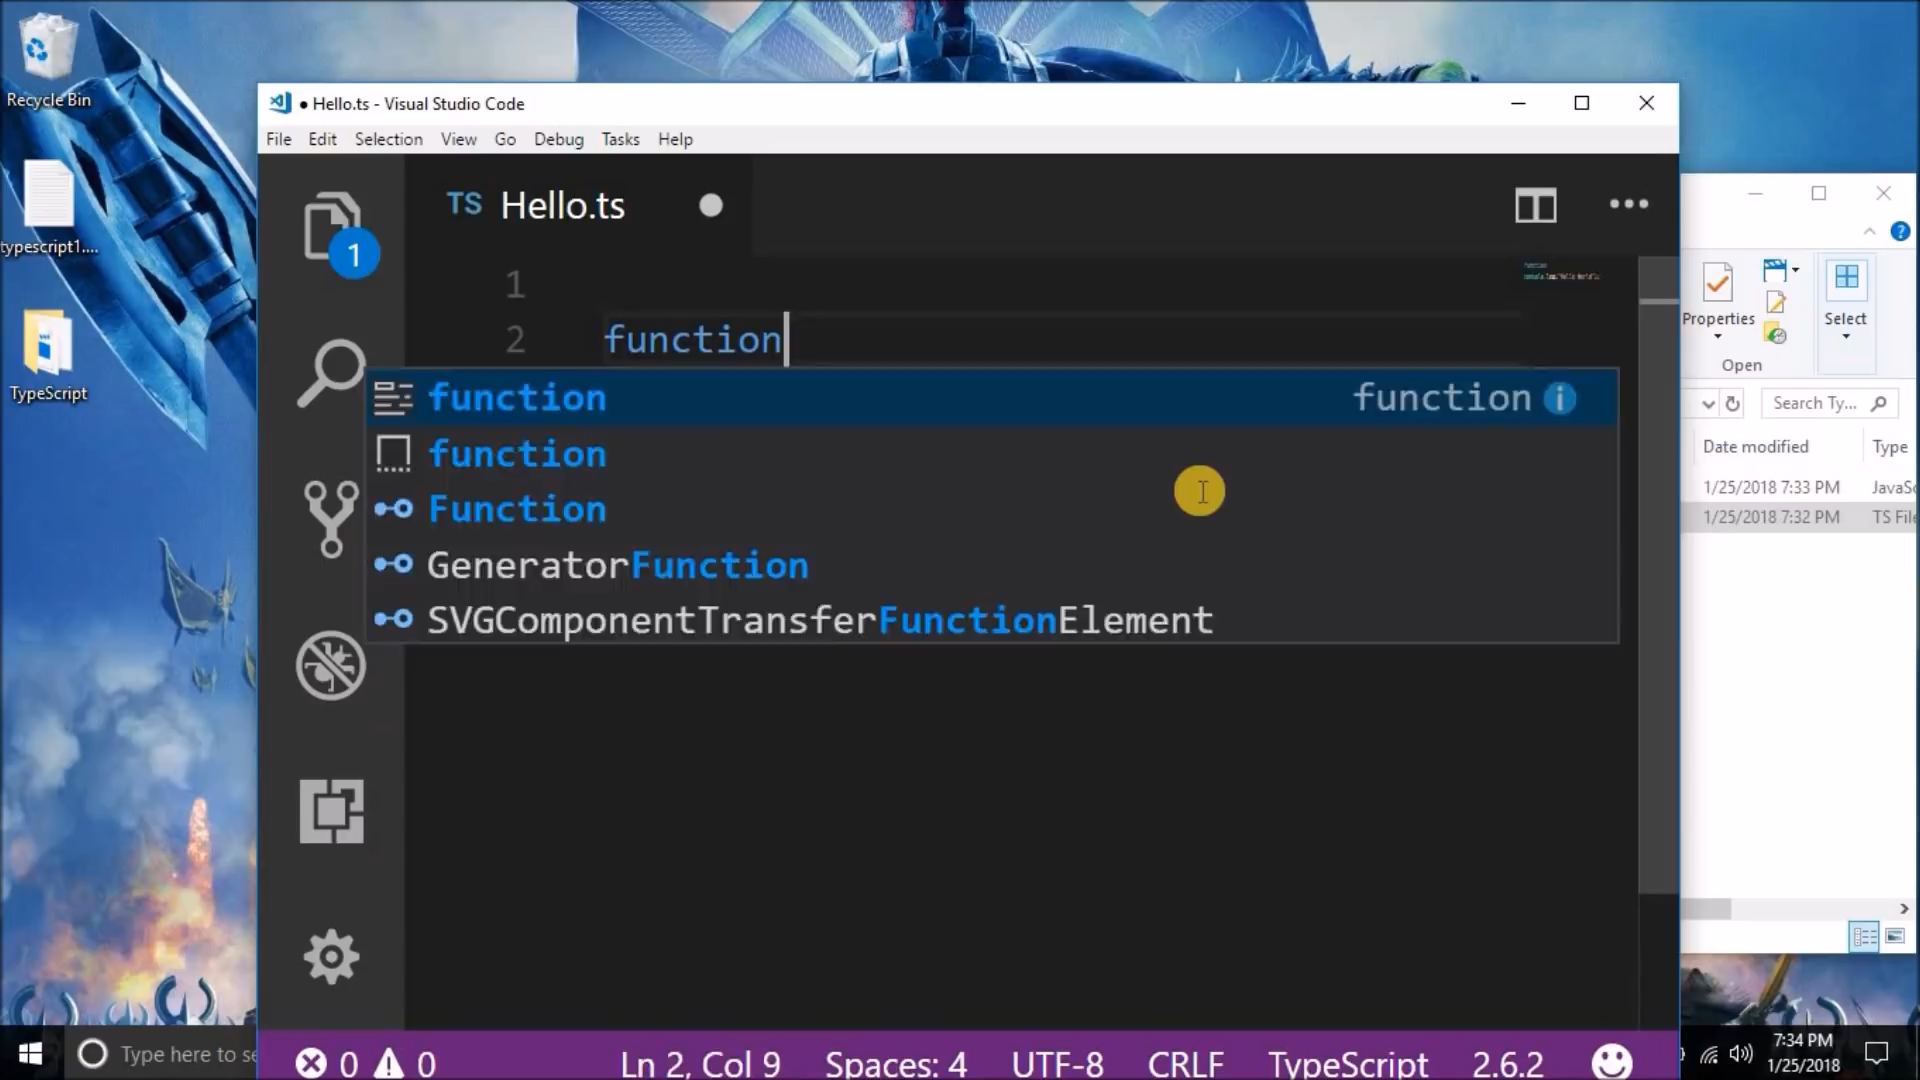 Recycle Bin
typescript1....
TypeScript
● Hello.ts - Visual Studio Code
File Edit Selection View Go Debug Tasks Help
TS Hello.ts
1
1
2 function
function function
function
Function
GeneratorFunction
SVGComponentTransferFunctionElement
0 0 Ln 2, Col 9 Spaces: 4 UTF-8 CRLF TypeScript 2.6.2
Properties
Select
Open
Search Ty...
Date modified Type
1/25/2018 7:33 PM JavaSc
1/25/2018 7:32 PM TS File
Type here to se
7:34 PM
1/25/2018